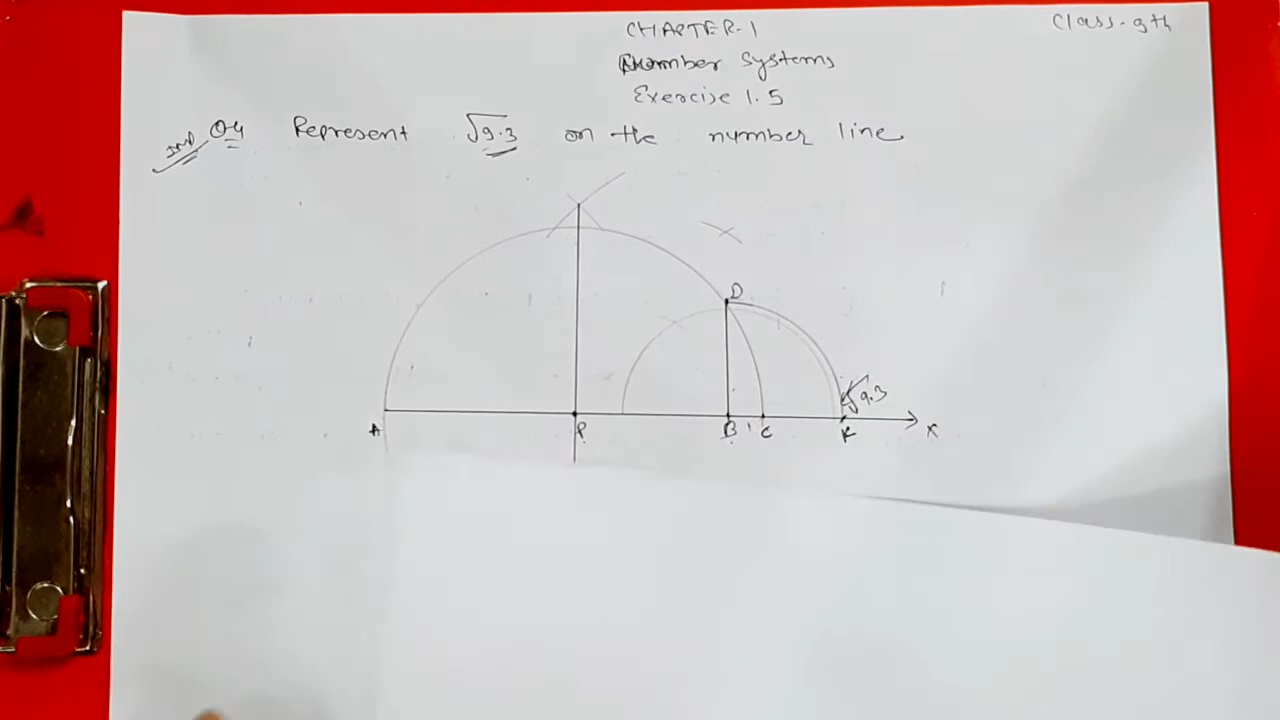 CHAPTER-1
Class-9th
Number Systems
Exercise 1.5
Imp Q4 Represent √9.3 on the number line
D
√9.3
A P B 1 C K X